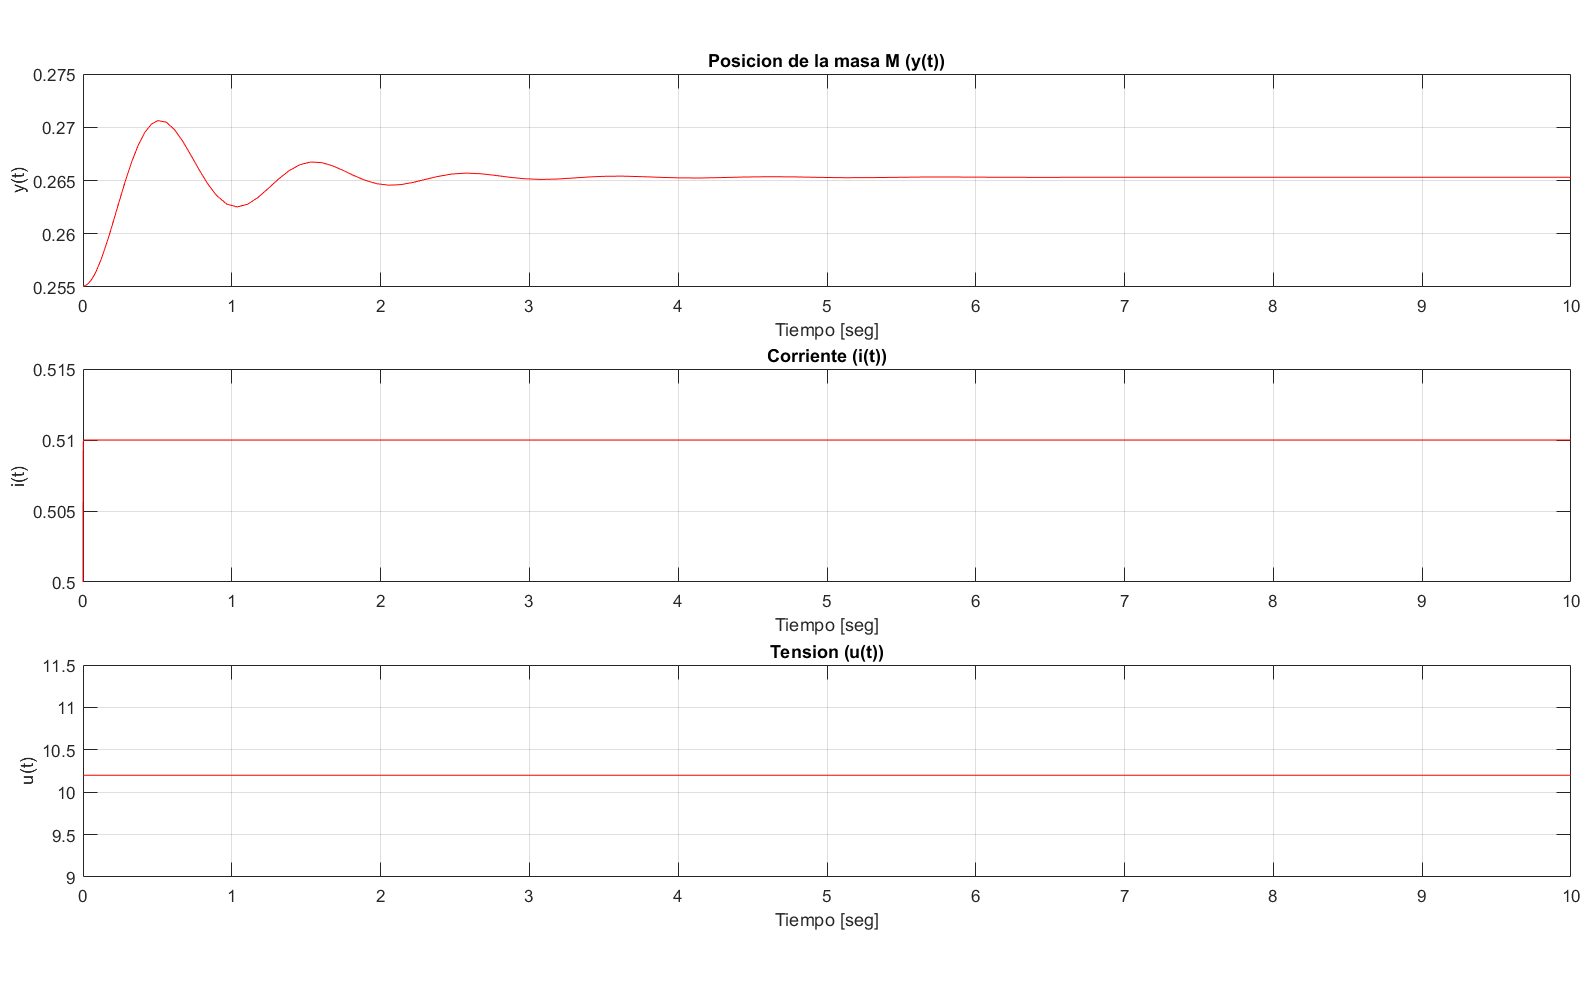 Posicion de la masa M (y(t))
0.275
0.27
0.265
0.26
0.255
y(t)
0 1 2 3 4 5 6 7 8 9 10
Tiempo [seg]
Corriente (i(t))
0.515
0.51
0.505
0.5
i(t)
0 1 2 3 4 5 6 7 8 9 10
Tiempo [seg]
Tension (u(t))
11.5
11
10.5
10
9.5
9
u(t)
0 1 2 3 4 5 6 7 8 9 10
Tiempo [seg]